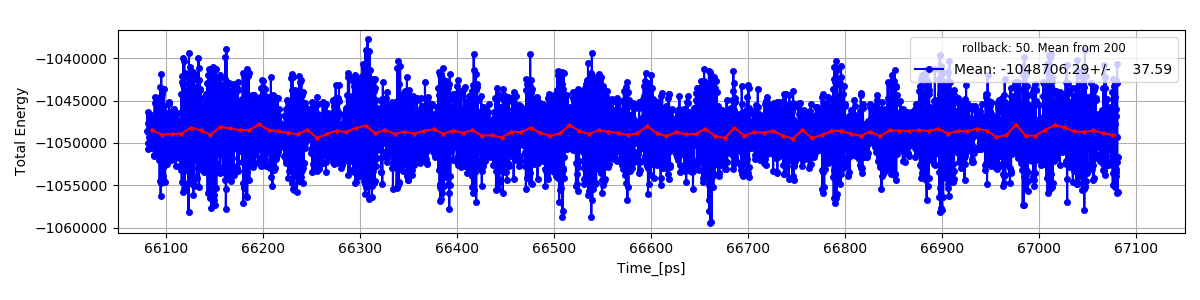 −1040000
−1045000
−1050000
−1055000
−1060000
Total Energy
rollback: 50. Mean from 200
Mean: -1048706.29+/- 37.59
66100 66200 66300 66400 66500 66600 66700 66800 66900 67000 67100
Time_[ps]